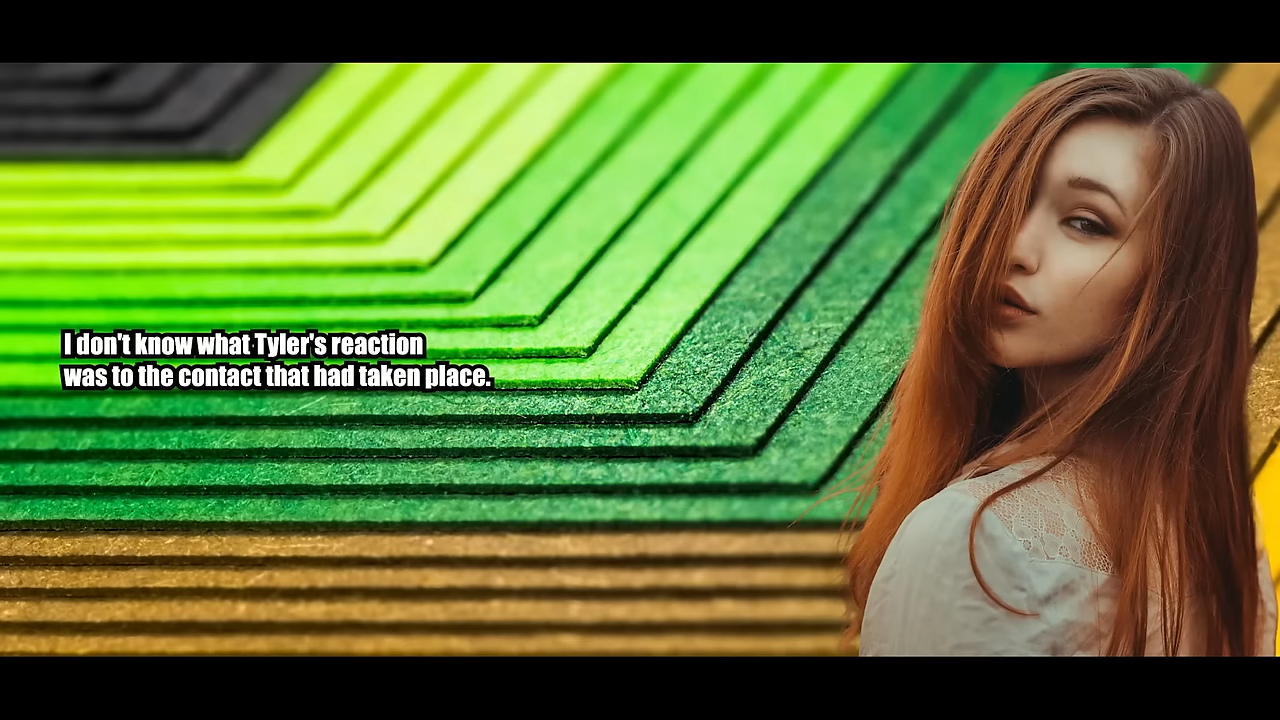 I don't know what Tyler's reaction
was to the contact that had taken place.